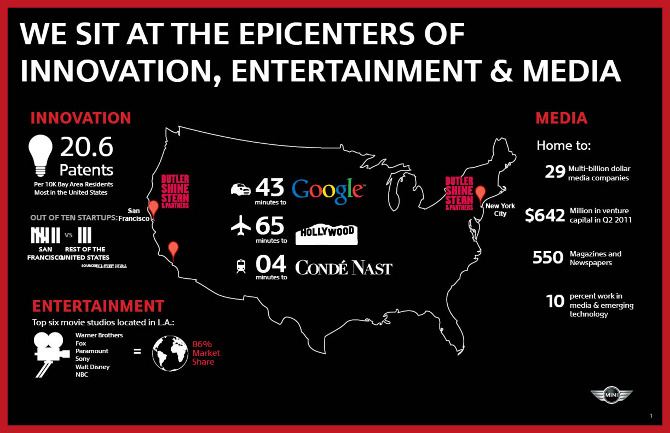 WE SIT AT THE EPICENTERS OF
INNOVATION, ENTERTAINMENT & MEDIA
INNOVATION
20.6
Patents
Per 10K Bay Area Residents
Most in the United States
OUT OF TEN STARTUPS:
VS
SAN
FRANCISCO
REST OF THE
UNITED STATES
San
Francisco
BUTLER
SHINE
STERN
& PARTNERS
43
minutes to
Google™
65
minutes to
HOLLYWOOD
04
minutes to
CONDÉ NAST
BUTLER
SHINE
STERN
& PARTNERS
New York
City
MEDIA
Home to:
29 Multi-billion dollar
media companies
$642 Million in venture
capital in Q2 2011
550 Magazines and
Newspapers
10 percent work in
media & emerging
technology
ENTERTAINMENT
Top six movie studios located in L.A.:
Warner Brothers
Fox
Paramount
Sony
Walt Disney
NBC
=
86%
Market
Share
MINI
1